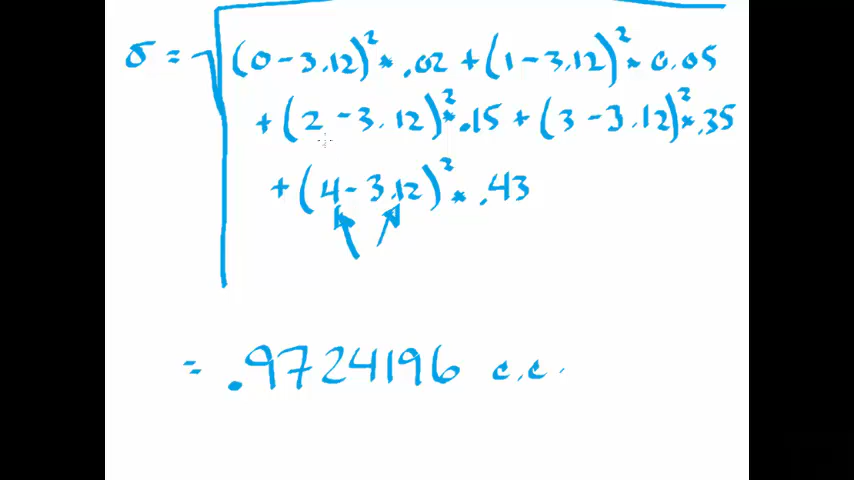 σ = √(0-3.12)²*.02 + (1-3.12)²*0.05
+ (2-3.12)²*.15 + (3-3.12)²*.35
+ (4-3.12)²*.43
= .9724196 c.c.